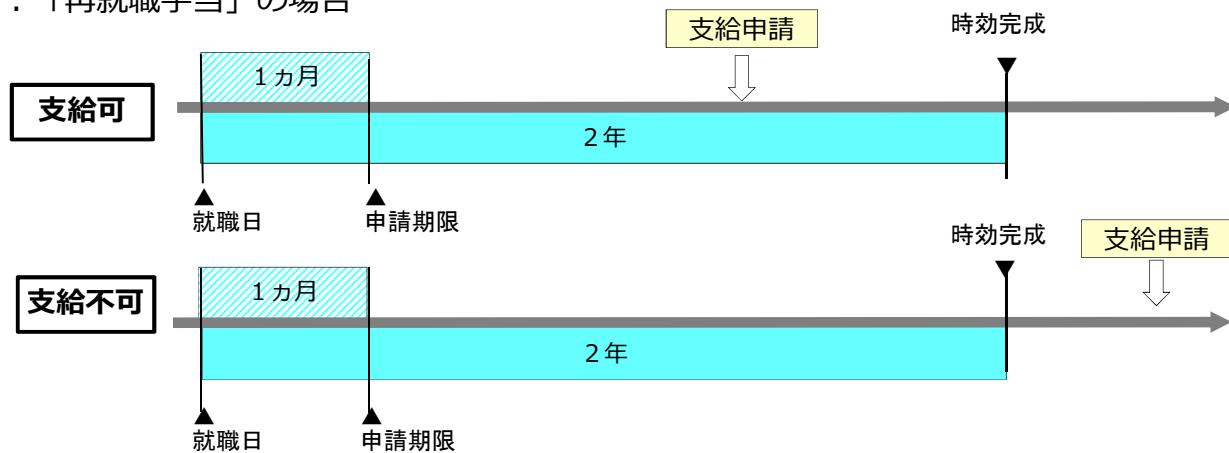 ：「再就職手当」の場合
支給申請
時効完成
１ヵ月
支給可
２年
就職日
申請期限
時効完成
支給申請
１ヵ月
支給不可
２年
就職日
申請期限